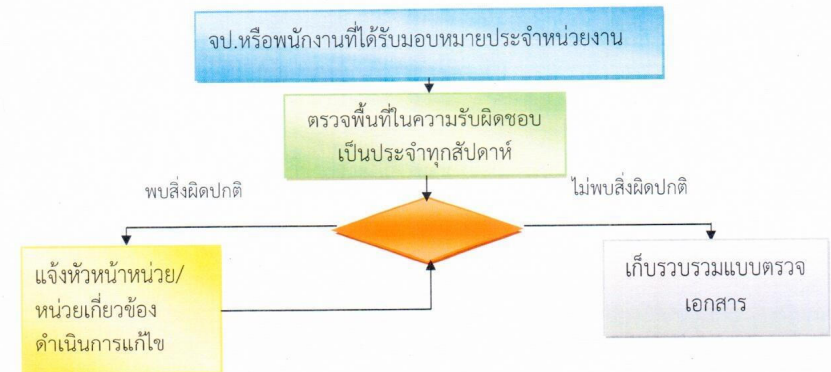 จป.หรือพนักงานที่ได้รับมอบหมายประจำหน่วยงาน
ตรวจพื้นที่ในความรับผิดชอบ
เป็นประจำทุกสัปดาห์
พบสิ่งผิดปกติ
ไม่พบสิ่งผิดปกติ
แจ้งหัวหน้าหน่วย/
หน่วยเกี่ยวข้อง
ดำเนินการแก้ไข
เก็บรวบรวมแบบตรวจ
เอกสาร